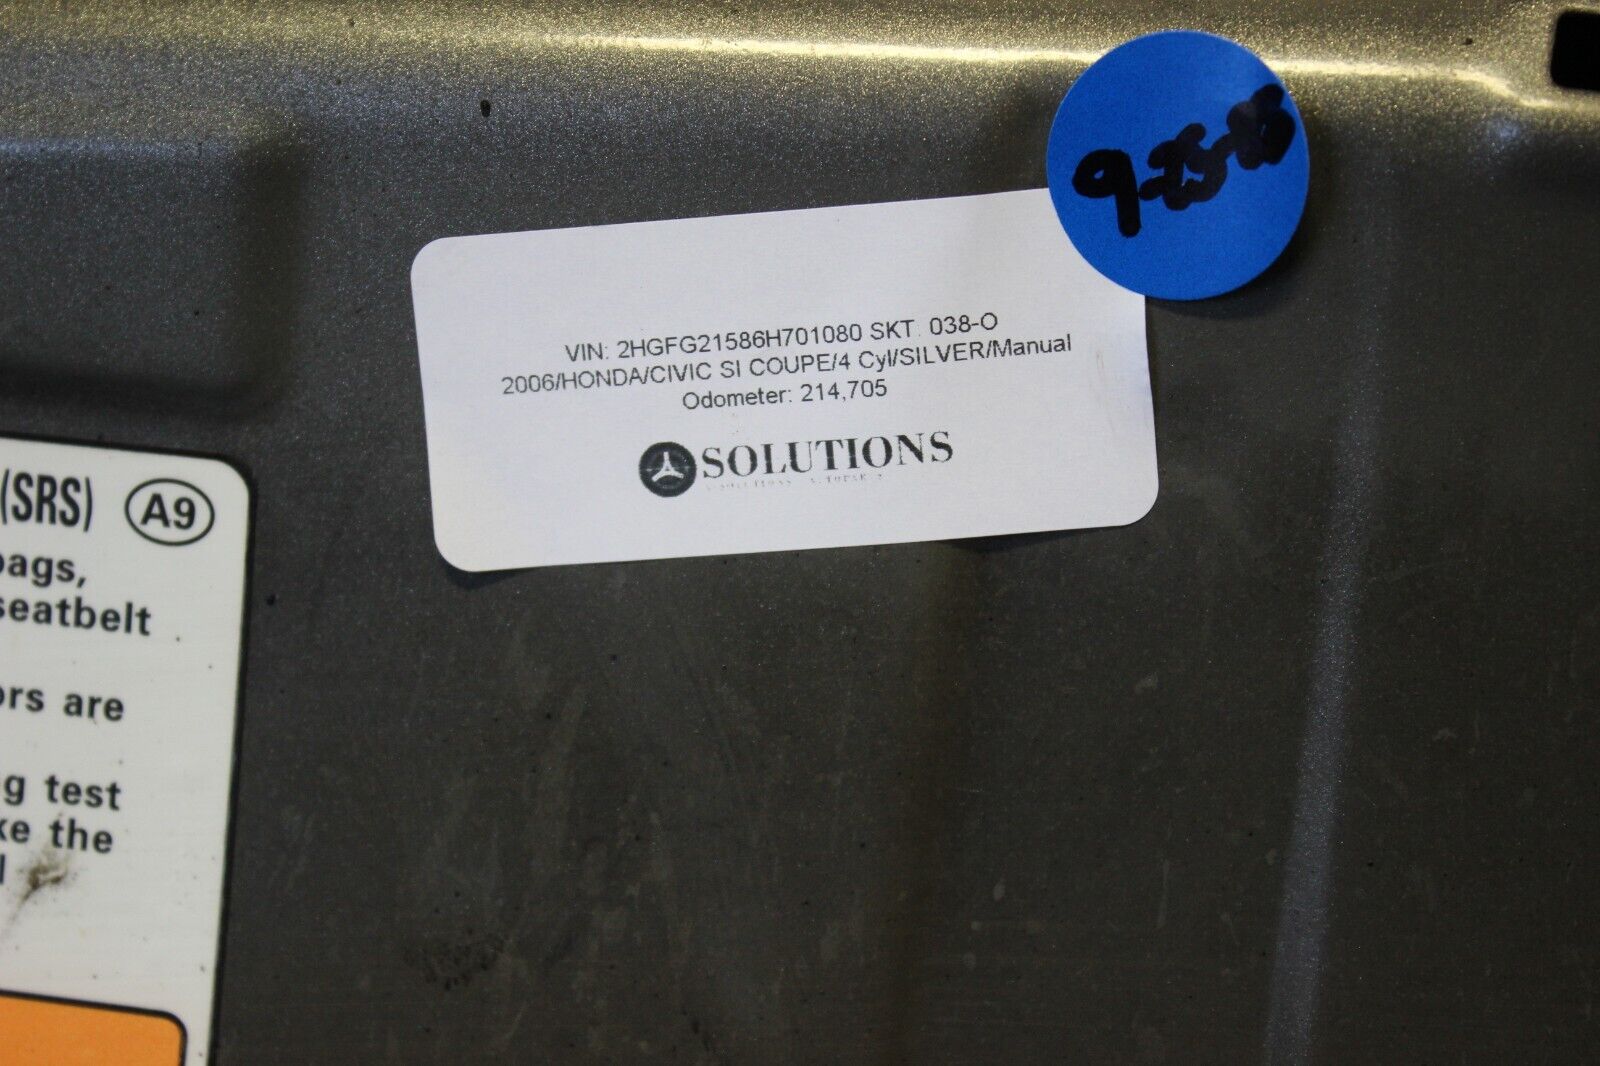 9-25-
VIN: 2HGFG21586H701080 SKT. 038-O
2006/HONDA/CIVIC SI COUPE/4 Cyl/SILVER/Manual
Odometer: 214,705
SOLUTIONS
(SRS) A9
bags,
seatbelt
ors are
g test
ke the
l